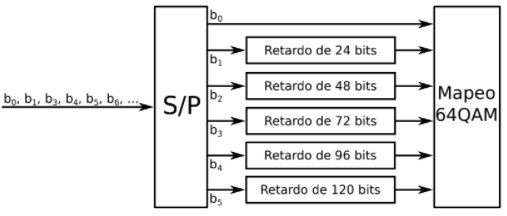 b₀
b₀, b₁, b₃, b₄, b₅, b₆, ...
S/P
b₁
Retardo de 24 bits
b₂
Retardo de 48 bits
b₃
Retardo de 72 bits
b₄
Retardo de 96 bits
b₅
Retardo de 120 bits
Mapeo
64QAM